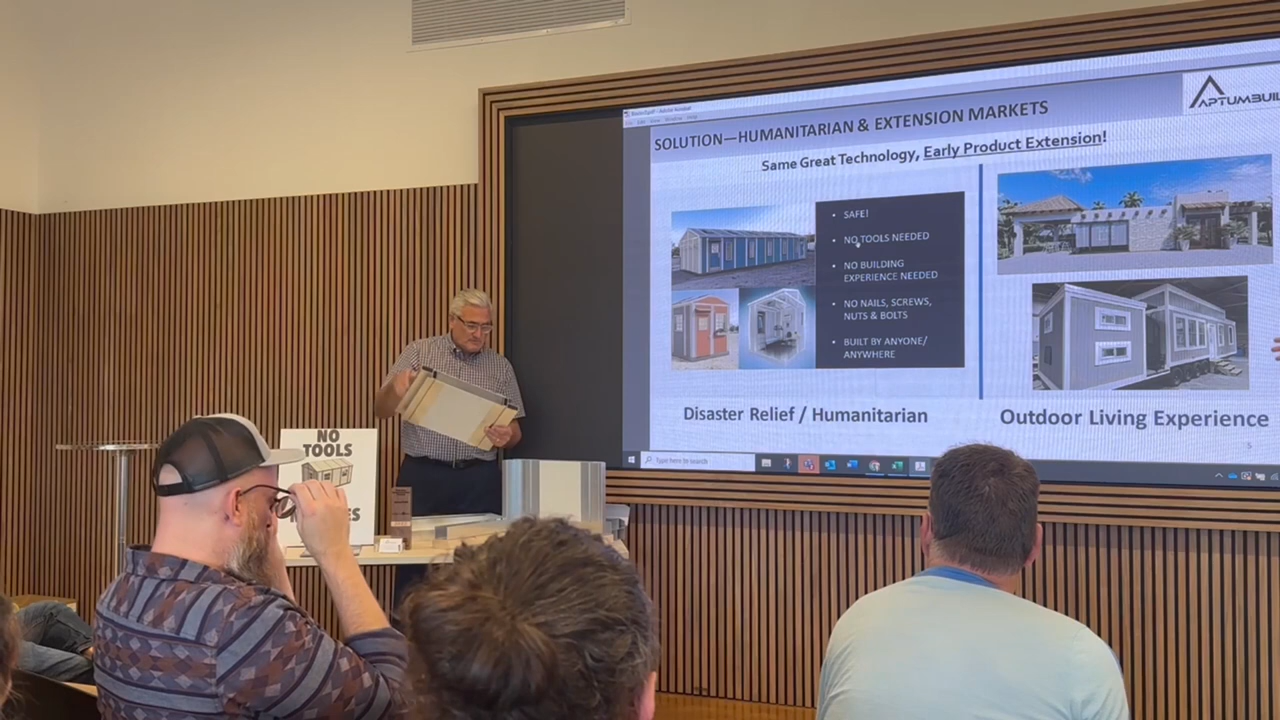 APTUMBUIL
SOLUTION—HUMANITARIAN & EXTENSION MARKETS
Same Great Technology, Early Product Extension!
• SAFE!
• NO TOOLS NEEDED
• NO BUILDING
EXPERIENCE NEEDED
• NO NAILS, SCREWS,
NUTS & BOLTS
• BUILT BY ANYONE/
ANYWHERE
Disaster Relief / Humanitarian
Outdoor Living Experience
5
Type here to search
NO
TOOLS
ES